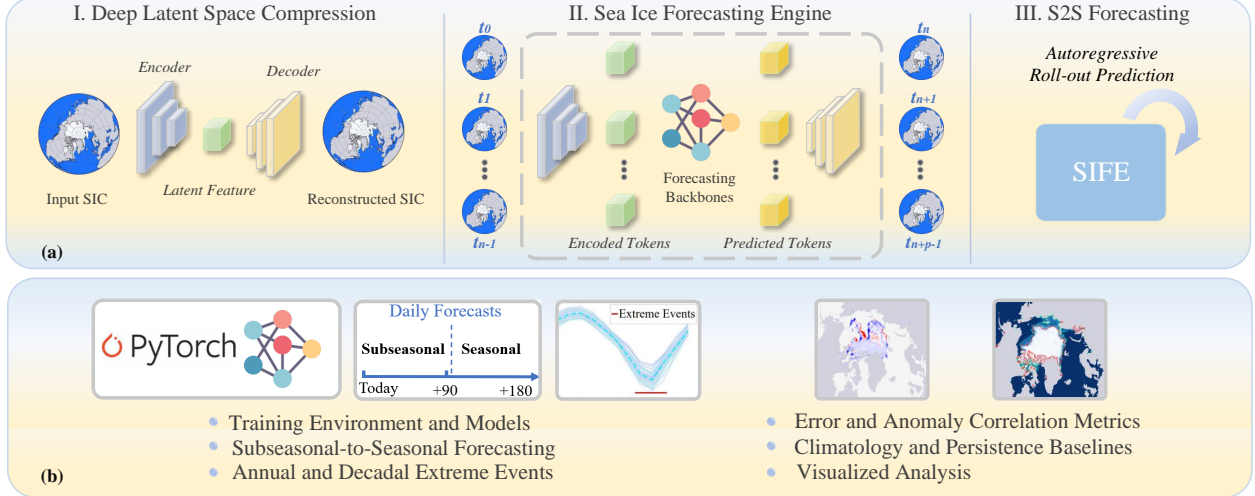 I. Deep Latent Space Compression
Encoder
Decoder
Latent Feature
Input SIC
Reconstructed SIC
(a)
II. Sea Ice Forecasting Engine
t0
t1
tn-1
Forecasting
Backbones
Encoded Tokens
Predicted Tokens
tn
tn+1
tn+p-1
III. S2S Forecasting
Autoregressive
Roll-out Prediction
SIFE
PyTorch
Daily Forecasts
Subseasonal
Seasonal
Today
+90
+180
Extreme Events
Training Environment and Models
Subseasonal-to-Seasonal Forecasting
Annual and Decadal Extreme Events
Error and Anomaly Correlation Metrics
Climatology and Persistence Baselines
Visualized Analysis
(b)